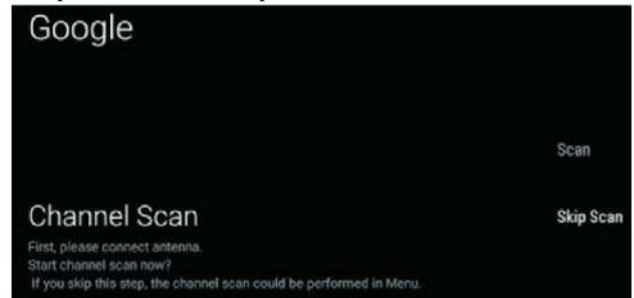 Google
Scan
Channel Scan
Skip Scan
First, please connect antenna.
Start channel scan now?
If you skip this step, the channel scan could be performed in Menu.